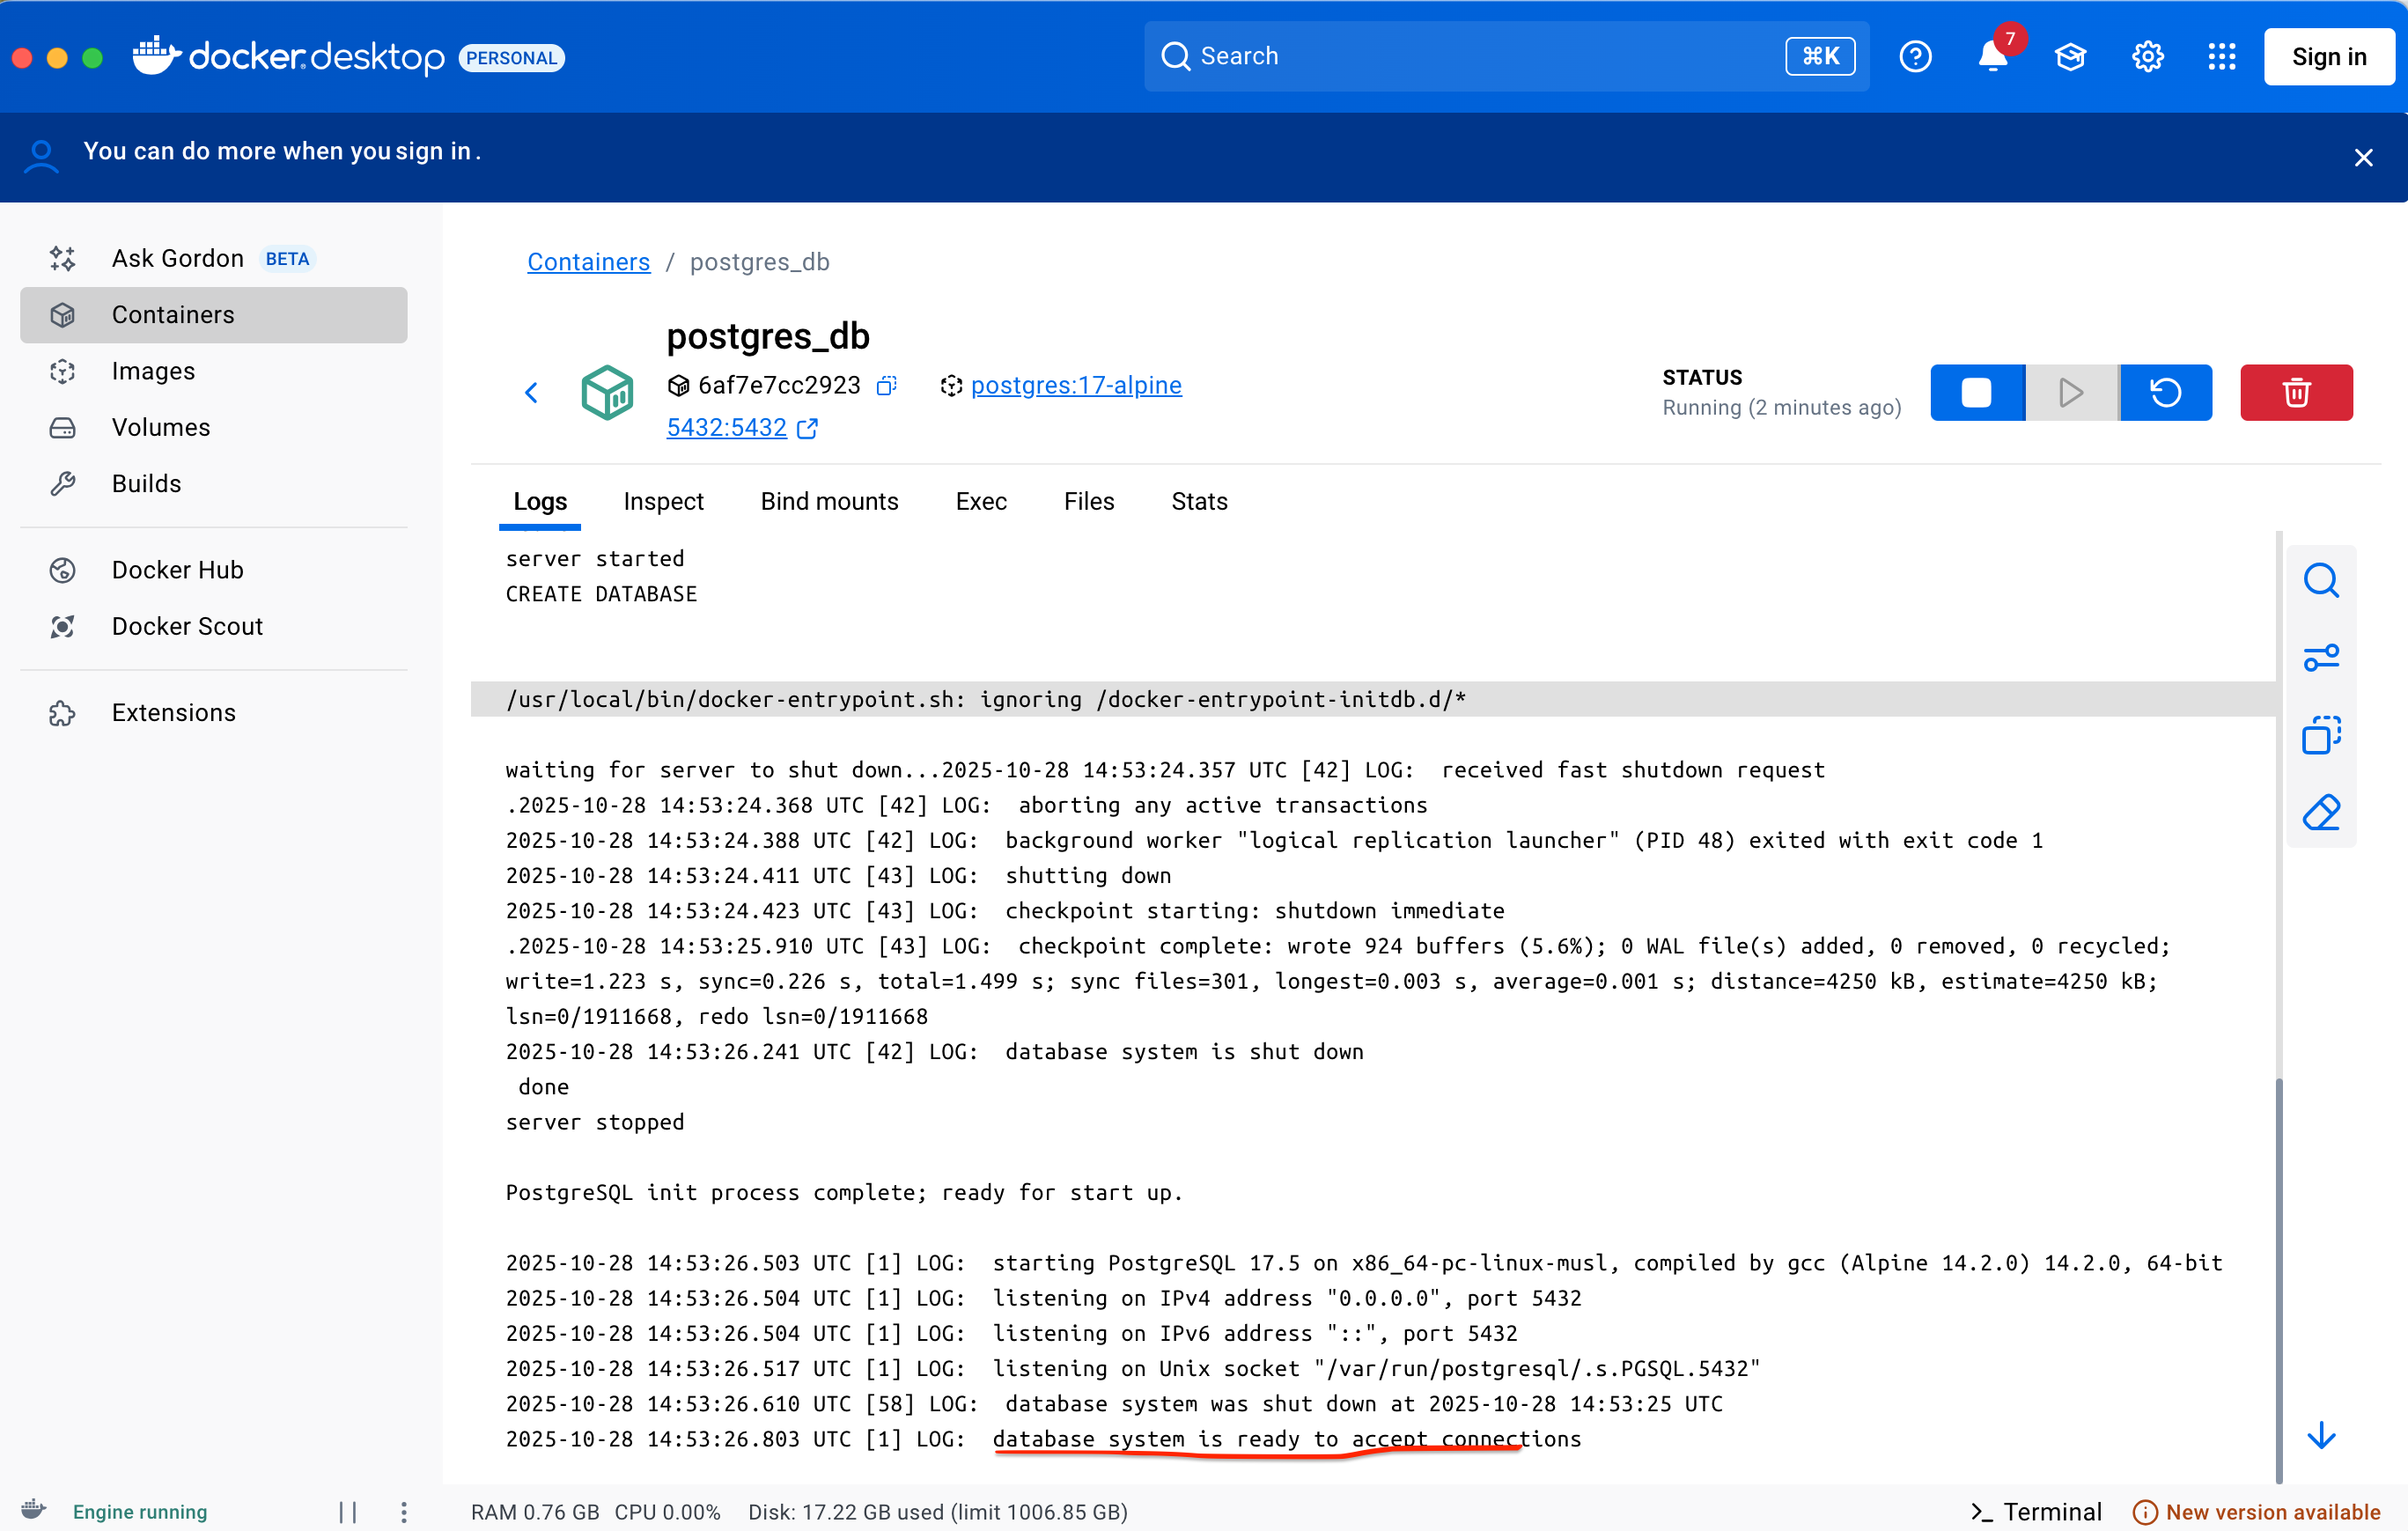 docker.desktop PERSONAL
Search
⌘K
7
Sign in
You can do more when you sign in.
Ask Gordon BETA
Containers
Images
Volumes
Builds
Docker Hub
Docker Scout
Extensions
Containers / postgres_db
postgres_db
6af7e7cc2923 postgres:17-alpine
5432:5432
STATUS
Running (2 minutes ago)
Logs Inspect Bind mounts Exec Files Stats
server started
CREATE DATABASE
/usr/local/bin/docker-entrypoint.sh: ignoring /docker-entrypoint-initdb.d/*
waiting for server to shut down...2025-10-28 14:53:24.357 UTC [42] LOG:  received fast shutdown request
.2025-10-28 14:53:24.368 UTC [42] LOG:  aborting any active transactions
2025-10-28 14:53:24.388 UTC [42] LOG:  background worker "logical replication launcher" (PID 48) exited with exit code 1
2025-10-28 14:53:24.411 UTC [43] LOG:  shutting down
2025-10-28 14:53:24.423 UTC [43] LOG:  checkpoint starting: shutdown immediate
.2025-10-28 14:53:25.910 UTC [43] LOG:  checkpoint complete: wrote 924 buffers (5.6%); 0 WAL file(s) added, 0 removed, 0 recycled;
write=1.223 s, sync=0.226 s, total=1.499 s; sync files=301, longest=0.003 s, average=0.001 s; distance=4250 kB, estimate=4250 kB;
lsn=0/1911668, redo lsn=0/1911668
2025-10-28 14:53:26.241 UTC [42] LOG:  database system is shut down
 done
server stopped
PostgreSQL init process complete; ready for start up.
2025-10-28 14:53:26.503 UTC [1] LOG:  starting PostgreSQL 17.5 on x86_64-pc-linux-musl, compiled by gcc (Alpine 14.2.0) 14.2.0, 64-bit
2025-10-28 14:53:26.504 UTC [1] LOG:  listening on IPv4 address "0.0.0.0", port 5432
2025-10-28 14:53:26.504 UTC [1] LOG:  listening on IPv6 address "::", port 5432
2025-10-28 14:53:26.517 UTC [1] LOG:  listening on Unix socket "/var/run/postgresql/.s.PGSQL.5432"
2025-10-28 14:53:26.610 UTC [58] LOG:  database system was shut down at 2025-10-28 14:53:25 UTC
2025-10-28 14:53:26.803 UTC [1] LOG:  database system is ready to accept connections
Engine running
RAM 0.76 GB CPU 0.00% Disk: 17.22 GB used (limit 1006.85 GB)
Terminal
New version available